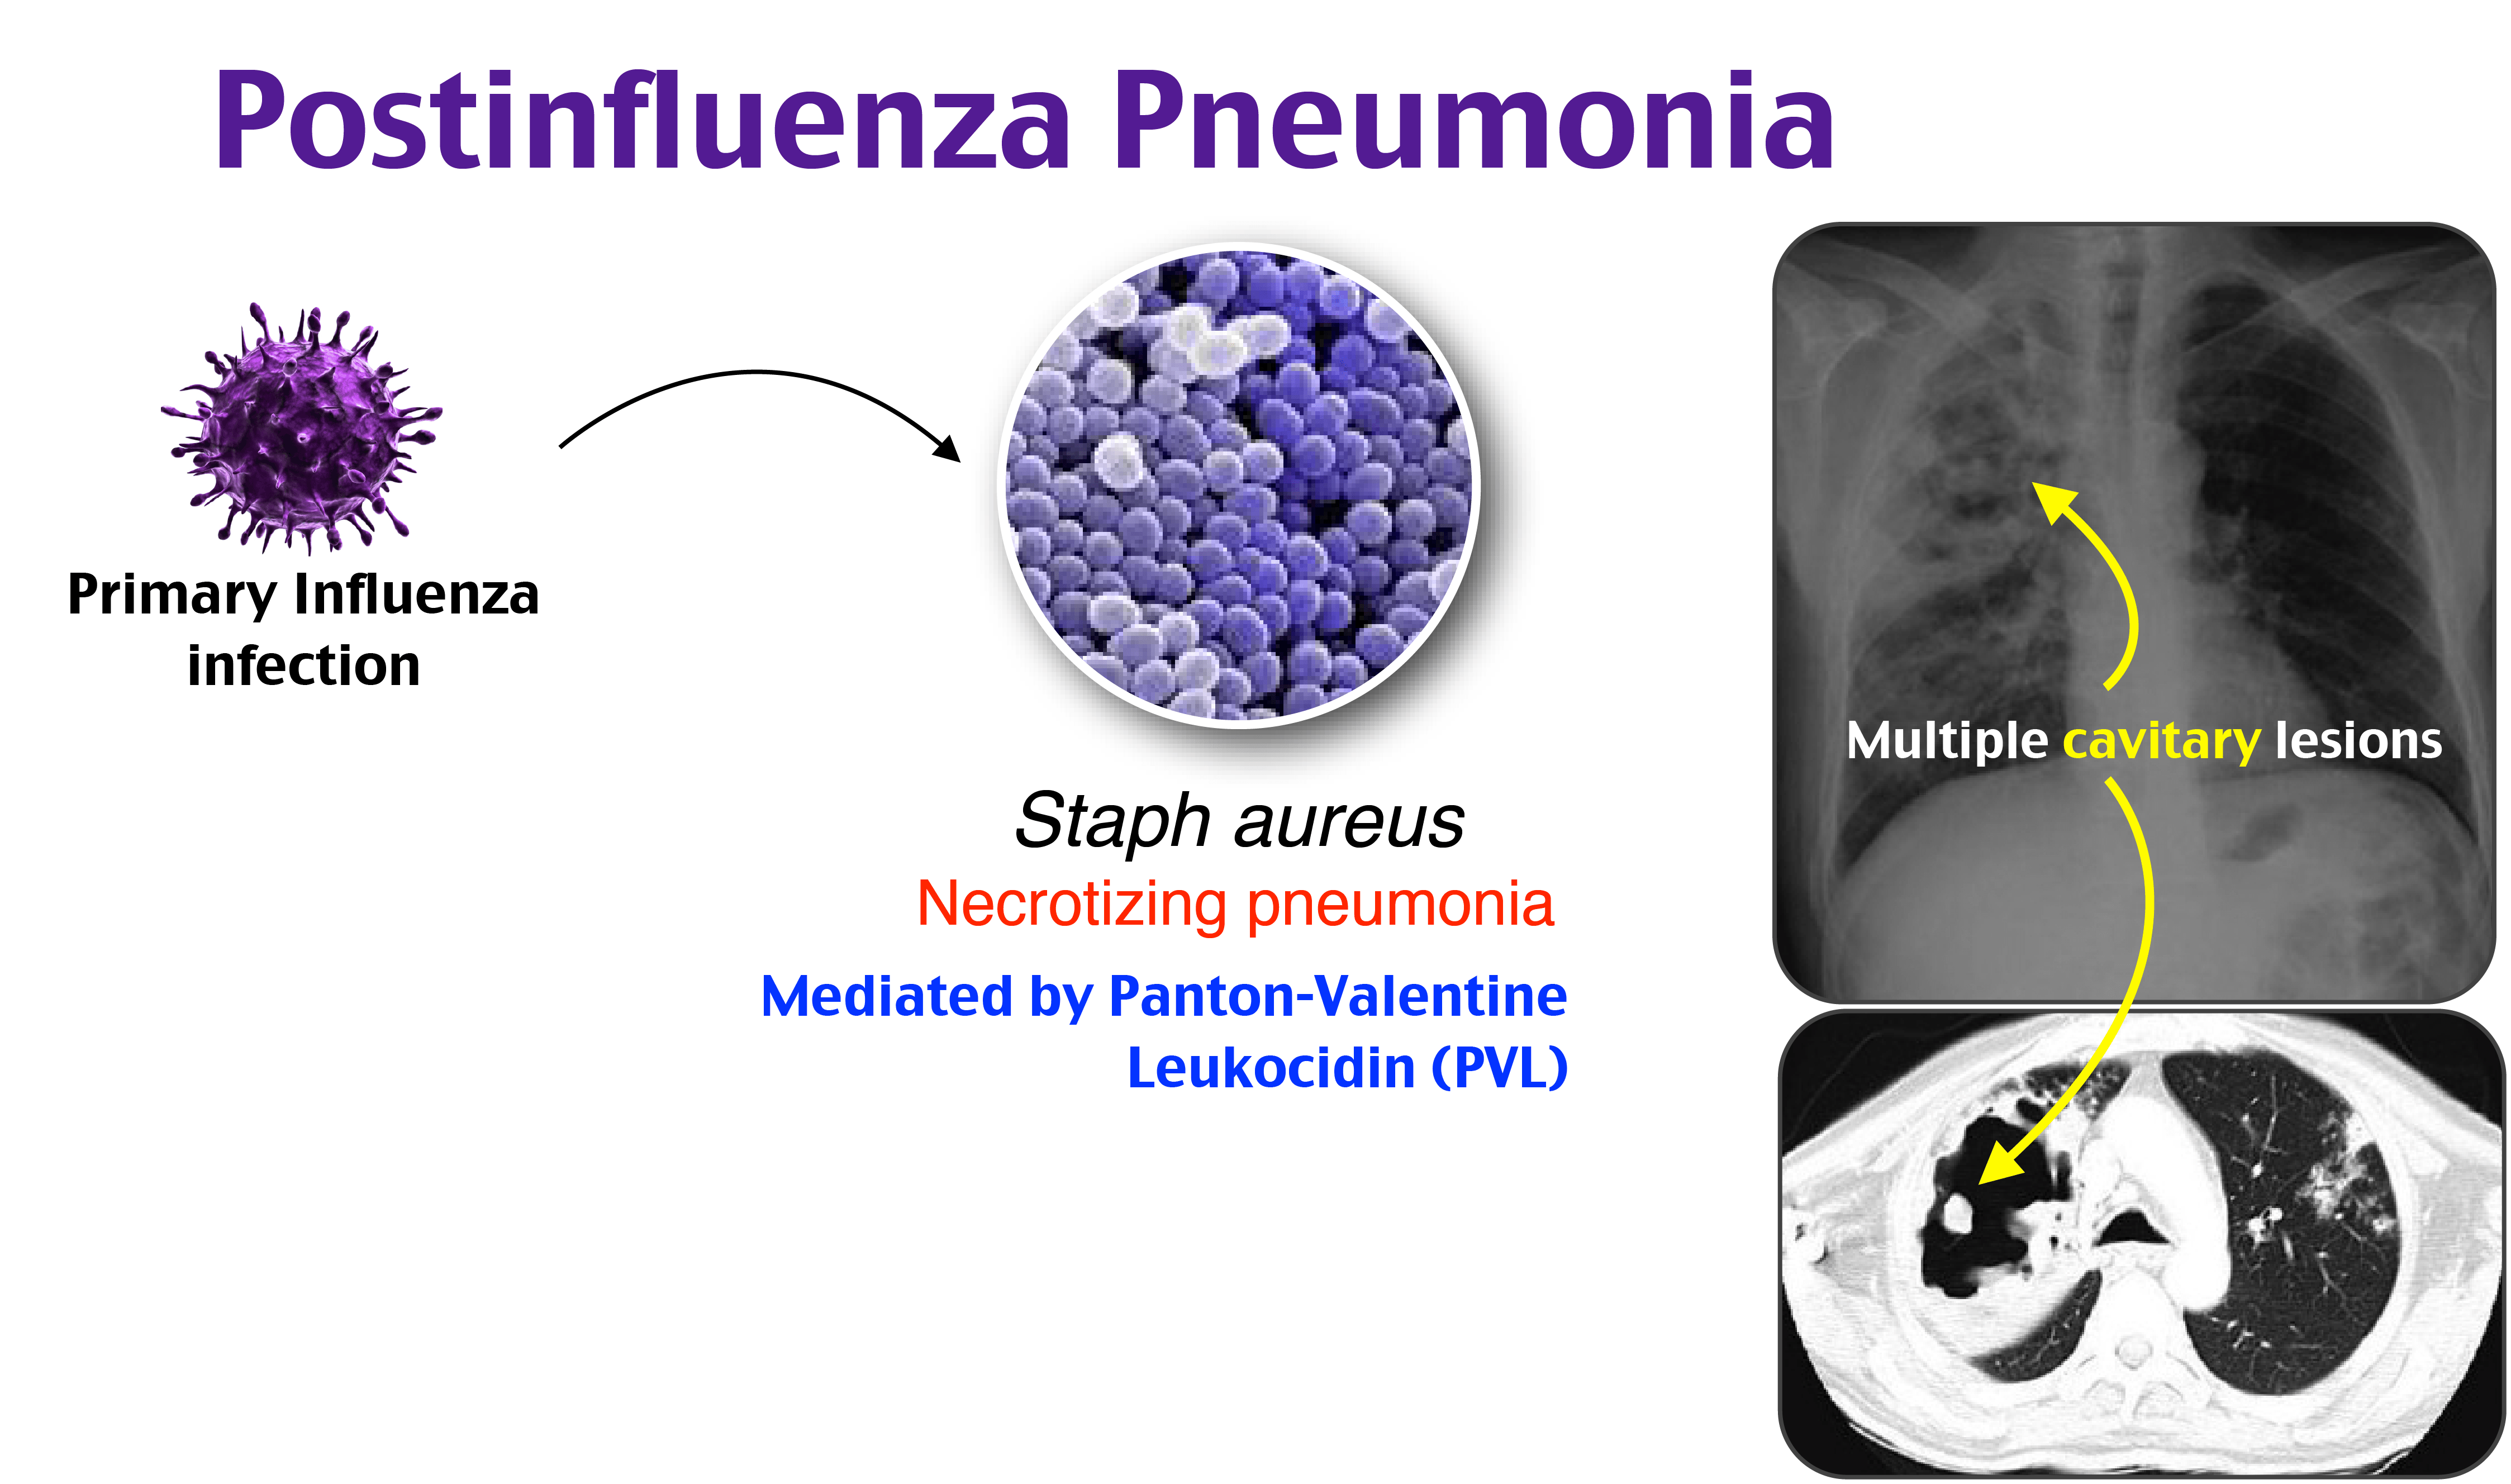 Postinfluenza Pneumonia
Primary Influenza
infection
Staph aureus
Necrotizing pneumonia
Mediated by Panton-Valentine
Leukocidin (PVL)
Multiple cavitary lesions